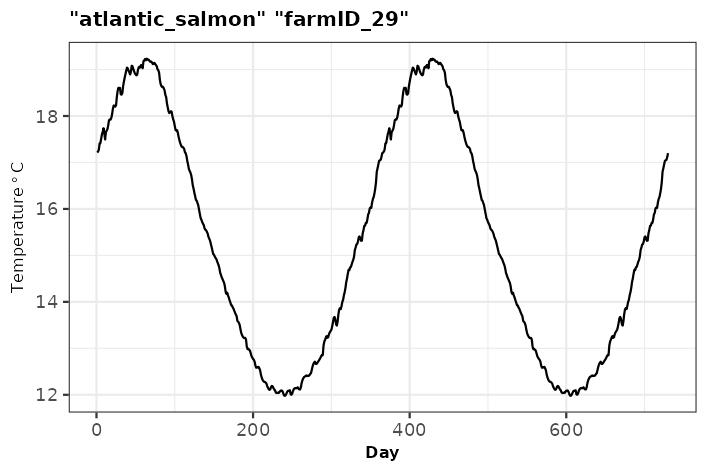 "atlantic_salmon" "farmID_29"
Temperature°C
18
16
14
12
0 200 400 600
Day